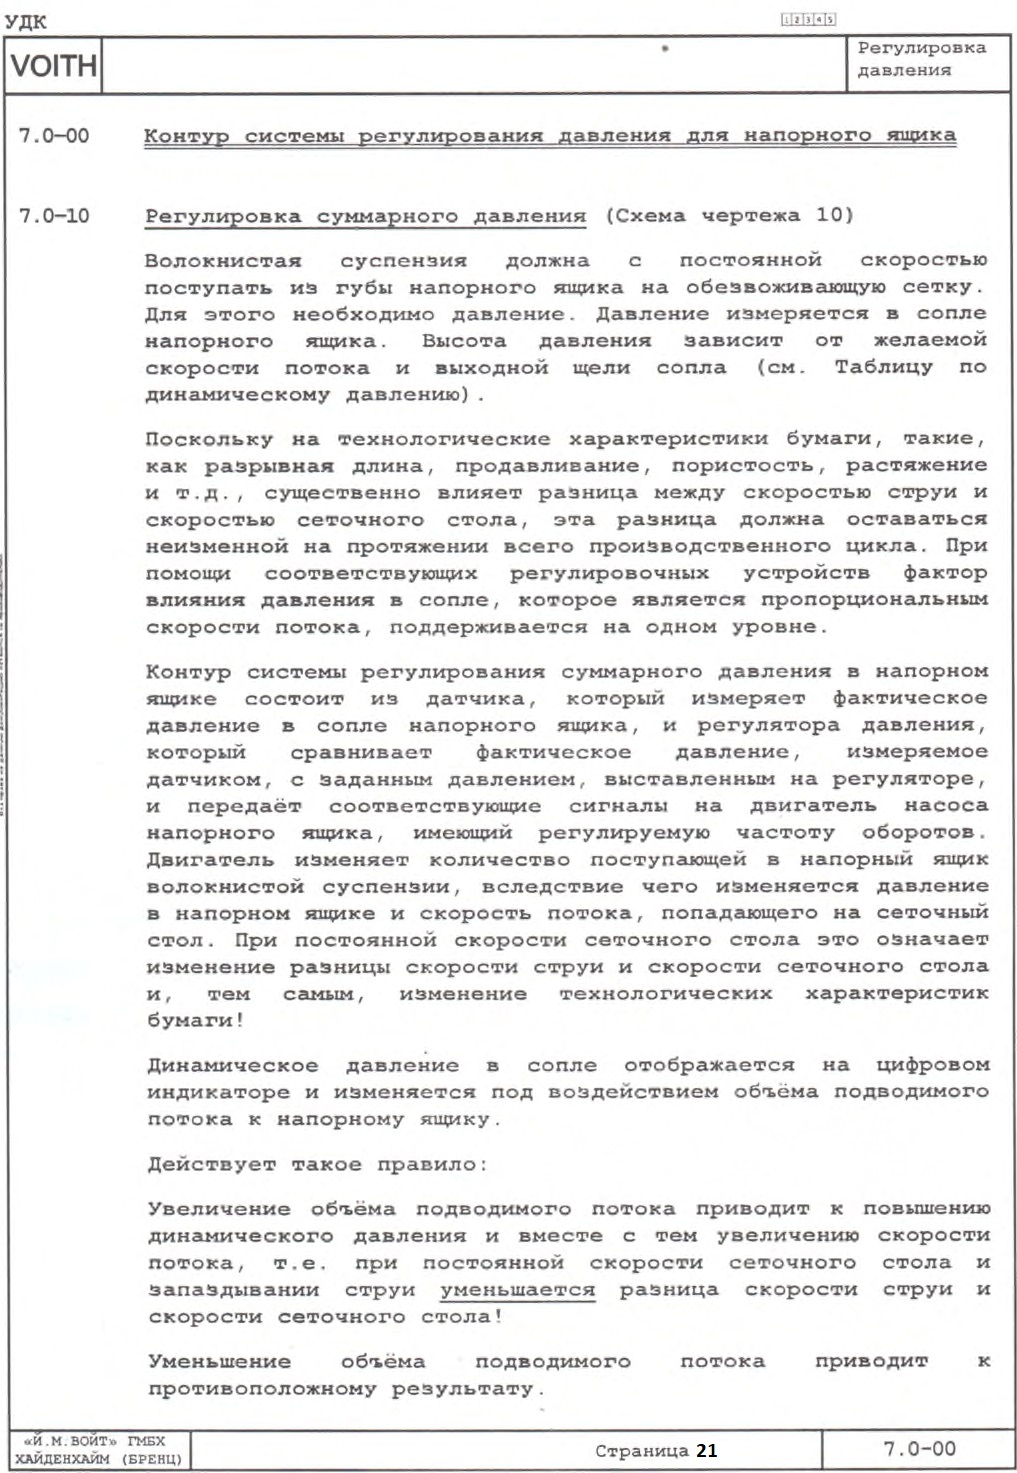 УДК
1 2 3 4 5
VOITH
Регулировка
давления
7.0—00 Контур системы регулирования давления для напорного ящика
7.0—10 Регулировка суммарного давления (Схема чертежа 10)
Волокнистая суспензия должна с постоянной скоростью
поступать из губы напорного ящика на обезвоживающую сетку.
Для этого необходимо давление. Давление измеряется в сопле
напорного ящика. Высота давления зависит от желаемой
скорости потока и выходной щели сопла (см. Таблицу по
динамическому давлению).
Поскольку на технологические характеристики бумаги, такие,
как разрывная длина, продавливание, пористость, растяжение
и т.д., существенно влияет разница между скоростью струи и
скоростью сеточного стола, эта разница должна оставаться
неизменной на протяжении всего производственного цикла. При
помощи соответствующих регулировочных устройств фактор
влияния давления в сопле, которое является пропорциональным
скорости потока, поддерживается на одном уровне.
Контур системы регулирования суммарного давления в напорном
ящике состоит из датчика, который измеряет фактическое
давление в сопле напорного ящика, и регулятора давления,
который сравнивает фактическое давление, измеряемое
датчиком, с заданным давлением, выставленным на регуляторе,
и передаёт соответствующие сигналы на двигатель насоса
напорного ящика, имеющий регулируемую частоту оборотов.
Двигатель изменяет количество поступающей в напорный ящик
волокнистой суспензии, вследствие чего изменяется давление
в напорном ящике и скорость потока, попадающего на сеточный
стол. При постоянной скорости сеточного стола это означает
изменение разницы скорости струи и скорости сеточного стола
и, тем самым, изменение технологических характеристик
бумаги!
Динамическое давление в сопле отображается на цифровом
индикаторе и изменяется под воздействием объёма подводимого
потока к напорному ящику.
Действует такое правило:
Увеличение объёма подводимого потока приводит к повышению
динамического давления и вместе с тем увеличению скорости
потока, т.е. при постоянной скорости сеточного стола и
запаздывании струи уменьшается разница скорости струи и
скорости сеточного стола!
Уменьшение объёма подводимого потока приводит к
противоположному результату.
«Й.М.ВОЙТ» ГМБХ
ХАЙДЕНХАЙМ (БРЕНЦ)
Страница 21
7.0—00